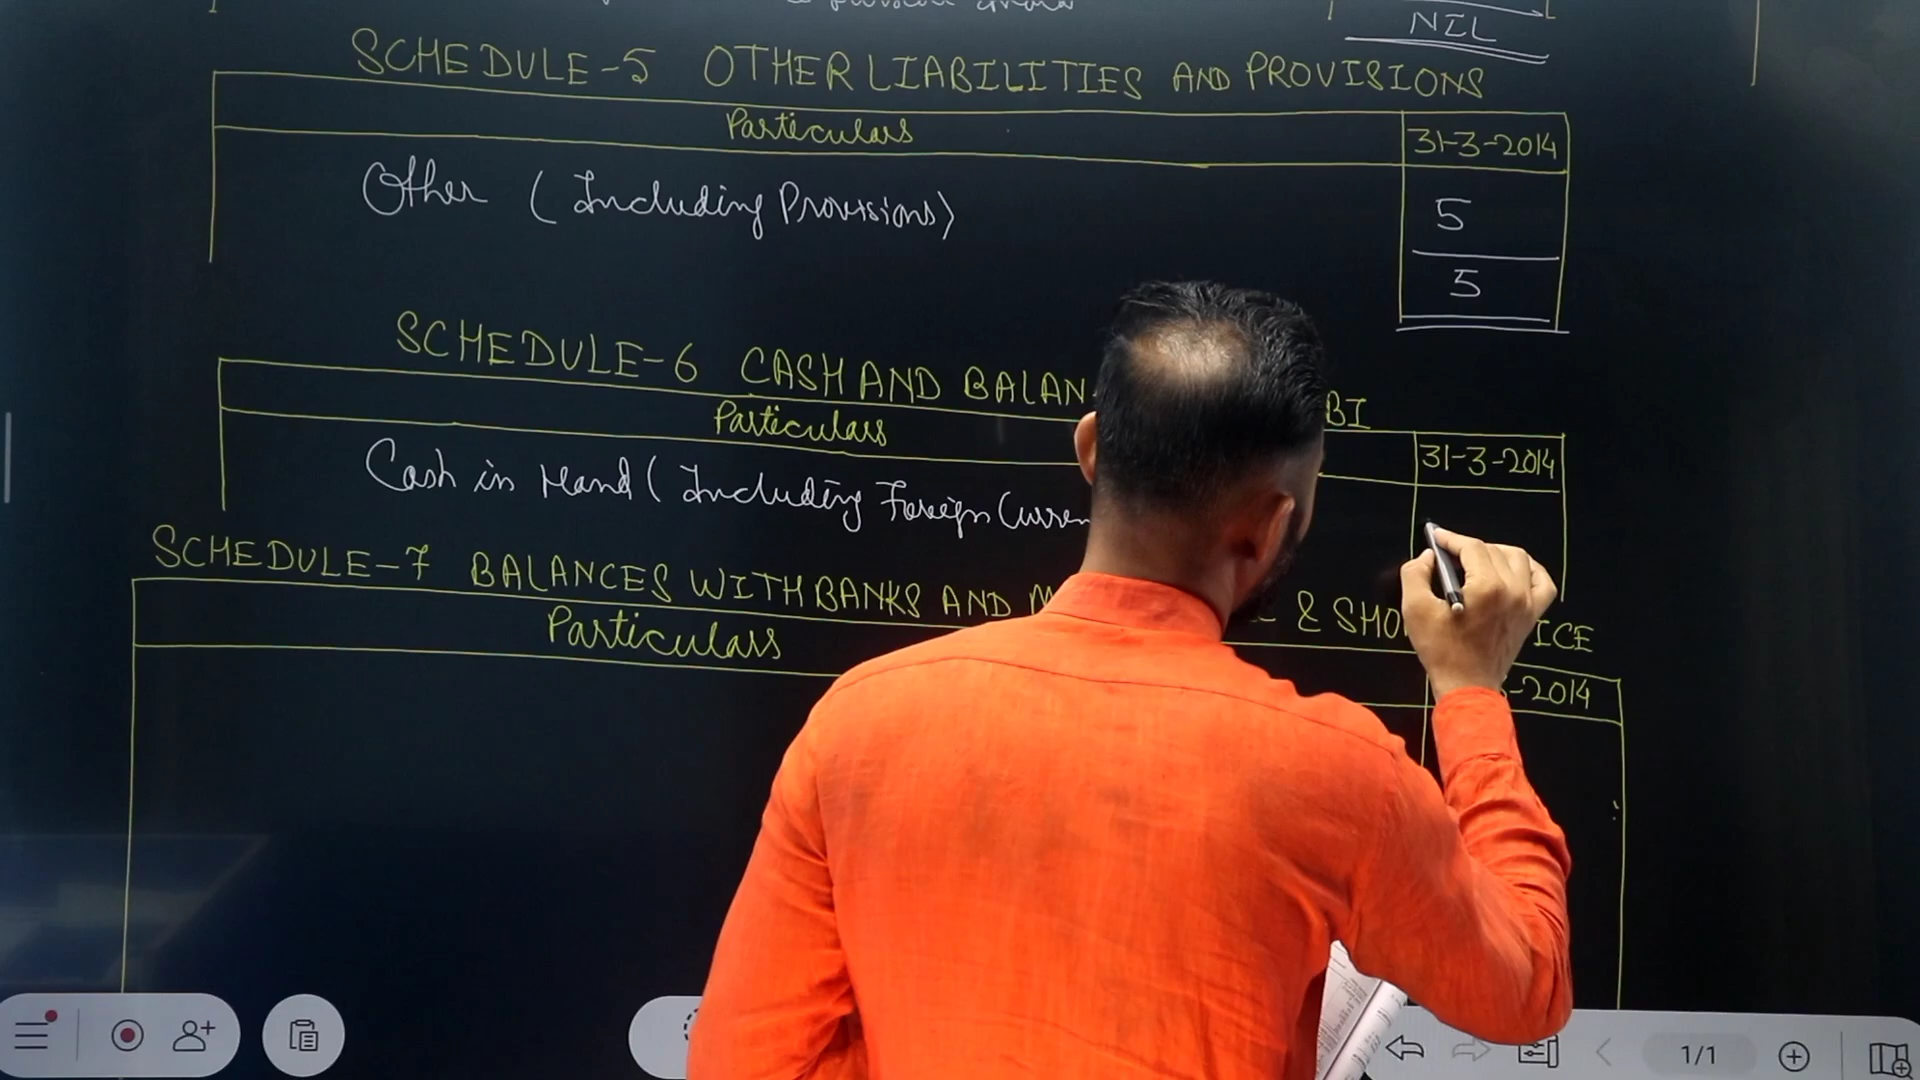 NIL
SCHEDULE-5 OTHER LIABILITIES AND PROVISIONS
Particulars 31-3-2014
Other (Including Provisions) 5
5
SCHEDULE-6 CASH AND BALAN BI
Particulars 31-3-2014
Cash in Hand (Including Foreign Curren
SCHEDULE-7 BALANCES WITH BANKS AND M & SHO ICE
Particulars -2014
1/1